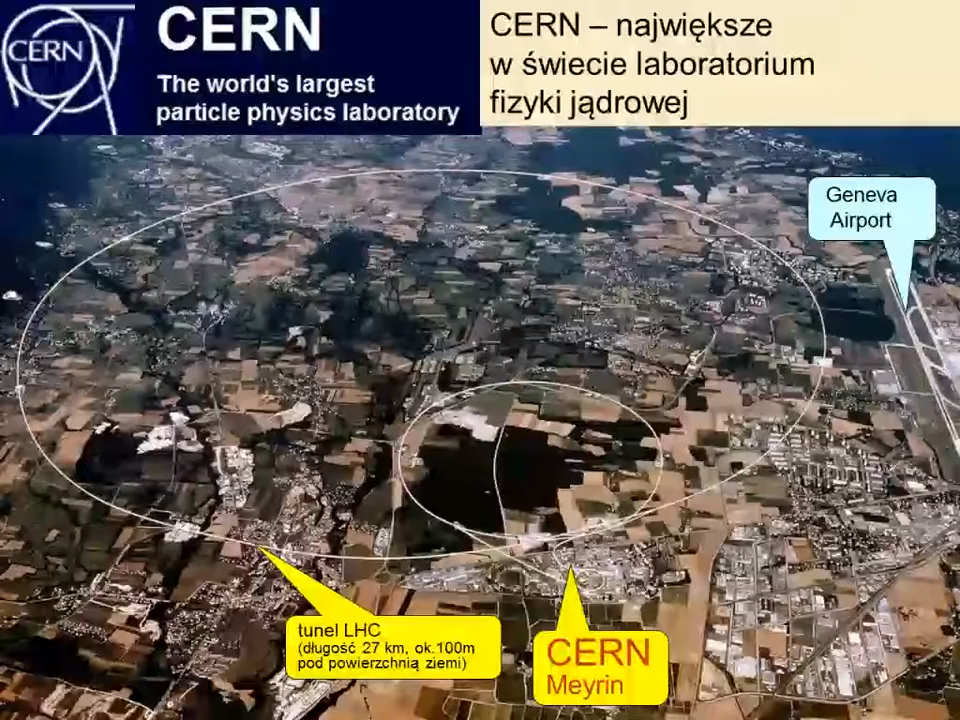 CERN
CERN
The world's largest
particle physics laboratory
CERN – największe
w świecie laboratorium
fizyki jądrowej
Geneva
Airport
tunel LHC
(długość 27 km, ok.100m
pod powierzchnią ziemi)
CERN
Meyrin